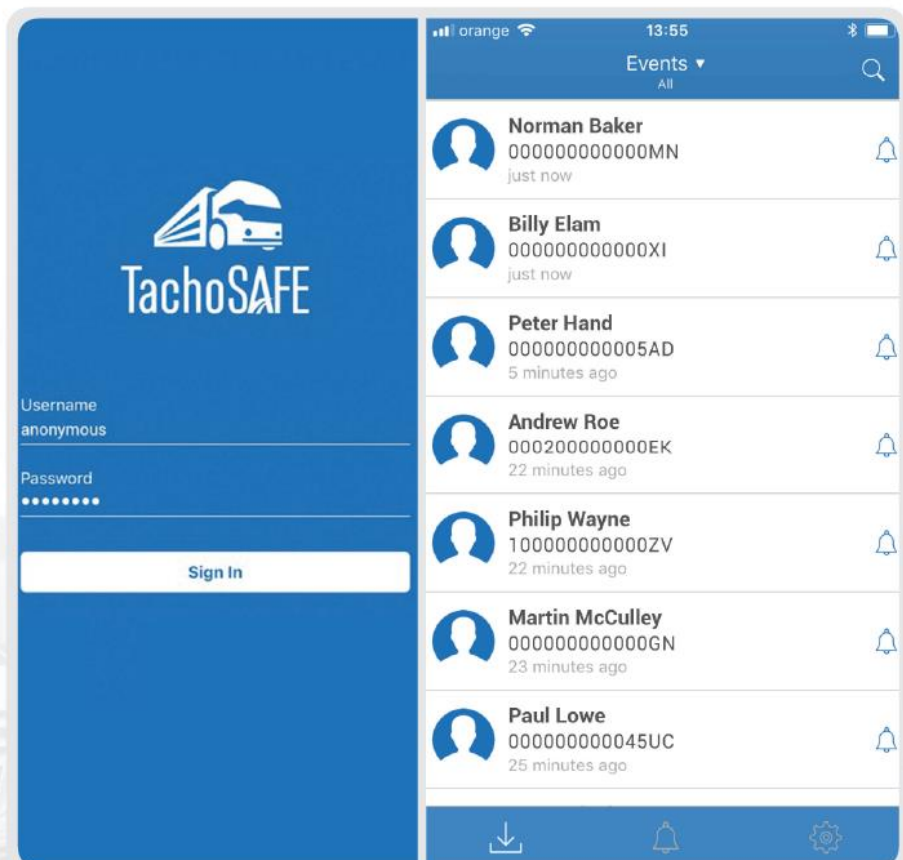 TachoSAFE
Username
anonymous
Password
Sign In
orange 13:55
Events ▾
All
Norman Baker
000000000000MN
just now
Billy Elam
000000000000XI
just now
Peter Hand
000000000005AD
5 minutes ago
Andrew Roe
000200000000EK
22 minutes ago
Philip Wayne
100000000000ZV
22 minutes ago
Martin McCulley
000000000000GN
23 minutes ago
Paul Lowe
000000000045UC
25 minutes ago